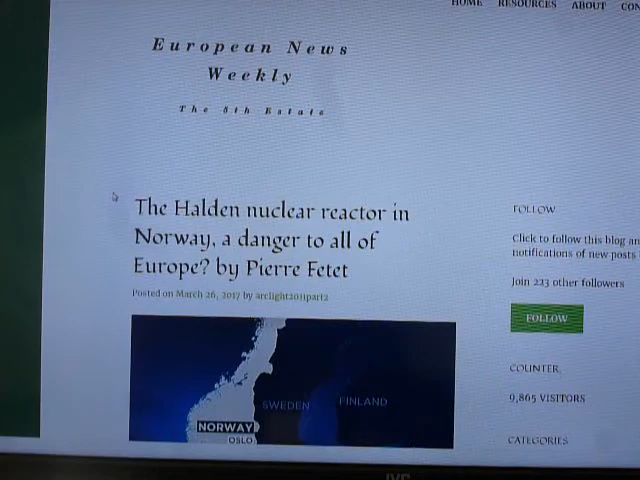 HOME RESOURCES ABOUT
European News
Weekly
The 5th Estate
The Halden nuclear reactor in
Norway, a danger to all of
Europe? by Pierre Fetet
Posted on March 26, 2017 by arclight2011part2
SWEDEN
FINLAND
NORWAY
OSLO
FOLLOW
Click to follow this blog an
notifications of new posts
Join 223 other followers
FOLLOW
COUNTER
9,865 VISITORS
CATEGORIES
JVC